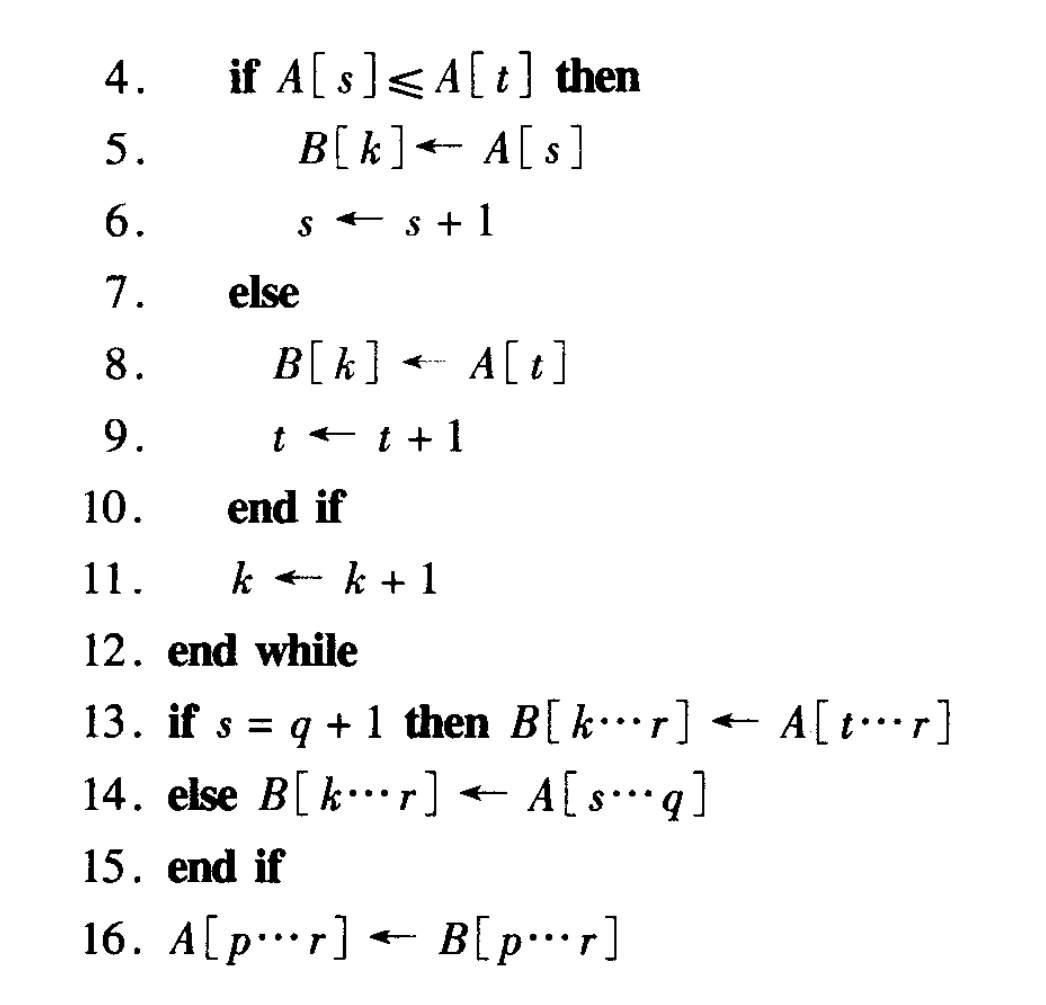 4. if A[s]⩽A[t] then
5. B[k]← A[s]
6. s ← s + 1
7. else
8. B[k] ← A[t]
9. t ← t + 1
10. end if
11. k ← k + 1
12. end while
13. if s = q + 1 then B[k⋯r] ← A[t⋯r]
14. else B[k⋯r] ← A[s⋯q]
15. end if
16. A[p⋯r] ← B[p⋯r]